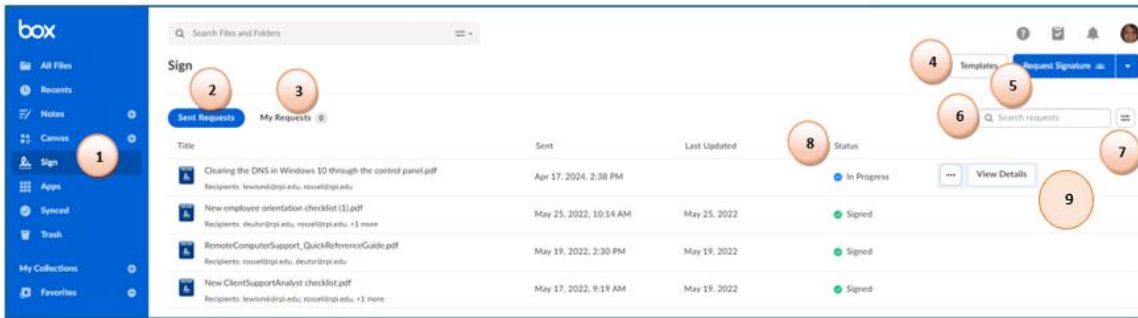 box
Search Files and Folders
All Files
Recents
Notes
Canvas
Sign
Apps
Synced
Trash
My Collections
Favorites
1
Sign
4
Templates
Request Signature
5
2
3
Sent Requests
My Requests 0
6
Search requests
7
Title
Sent
Last Updated
8
Status
Clearing the DNS in Windows 10 through the control panel.pdf
Recipients: lewism6@rpi.edu, rossel@rpi.edu
Apr 17, 2024, 2:38 PM
In Progress
View Details
9
New employee orientation checklist (1).pdf
Recipients: deutsr@rpi.edu, rossel@rpi.edu, +1 more
May 25, 2022, 10:14 AM
May 25, 2022
Signed
RemoteComputerSupport_QuickReferenceGuide.pdf
Recipients: rossel@rpi.edu, deutsr@rpi.edu
May 19, 2022, 2:30 PM
May 19, 2022
Signed
New ClientSupportAnalyst checklist.pdf
Recipients: lewism6@rpi.edu, rossel@rpi.edu, +1 more
May 17, 2022, 9:19 AM
May 19, 2022
Signed